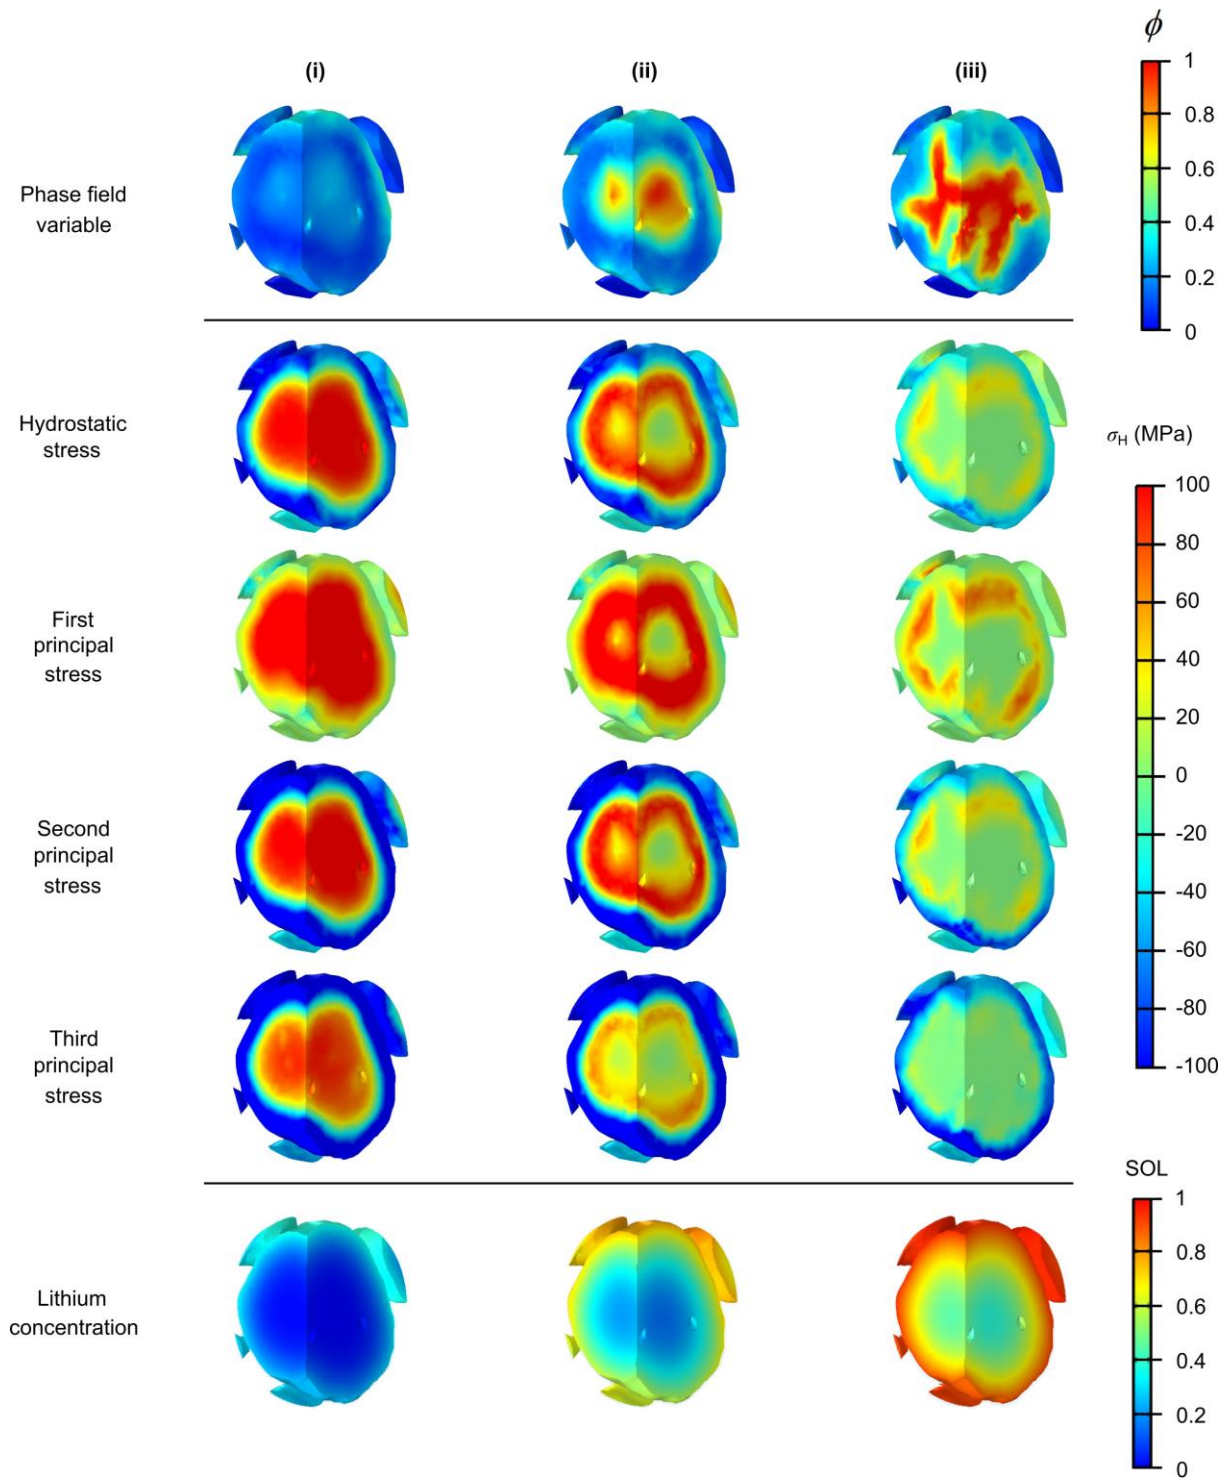 ϕ
(i)
(ii)
(iii)
1
0.8
0.6
0.4
0.2
0
Phase field
variable
Hydrostatic
stress
σH (MPa)
100
80
60
40
20
0
-20
-40
-60
-80
-100
First
principal
stress
Second
principal
stress
Third
principal
stress
SOL
1
0.8
0.6
0.4
0.2
0
Lithium
concentration